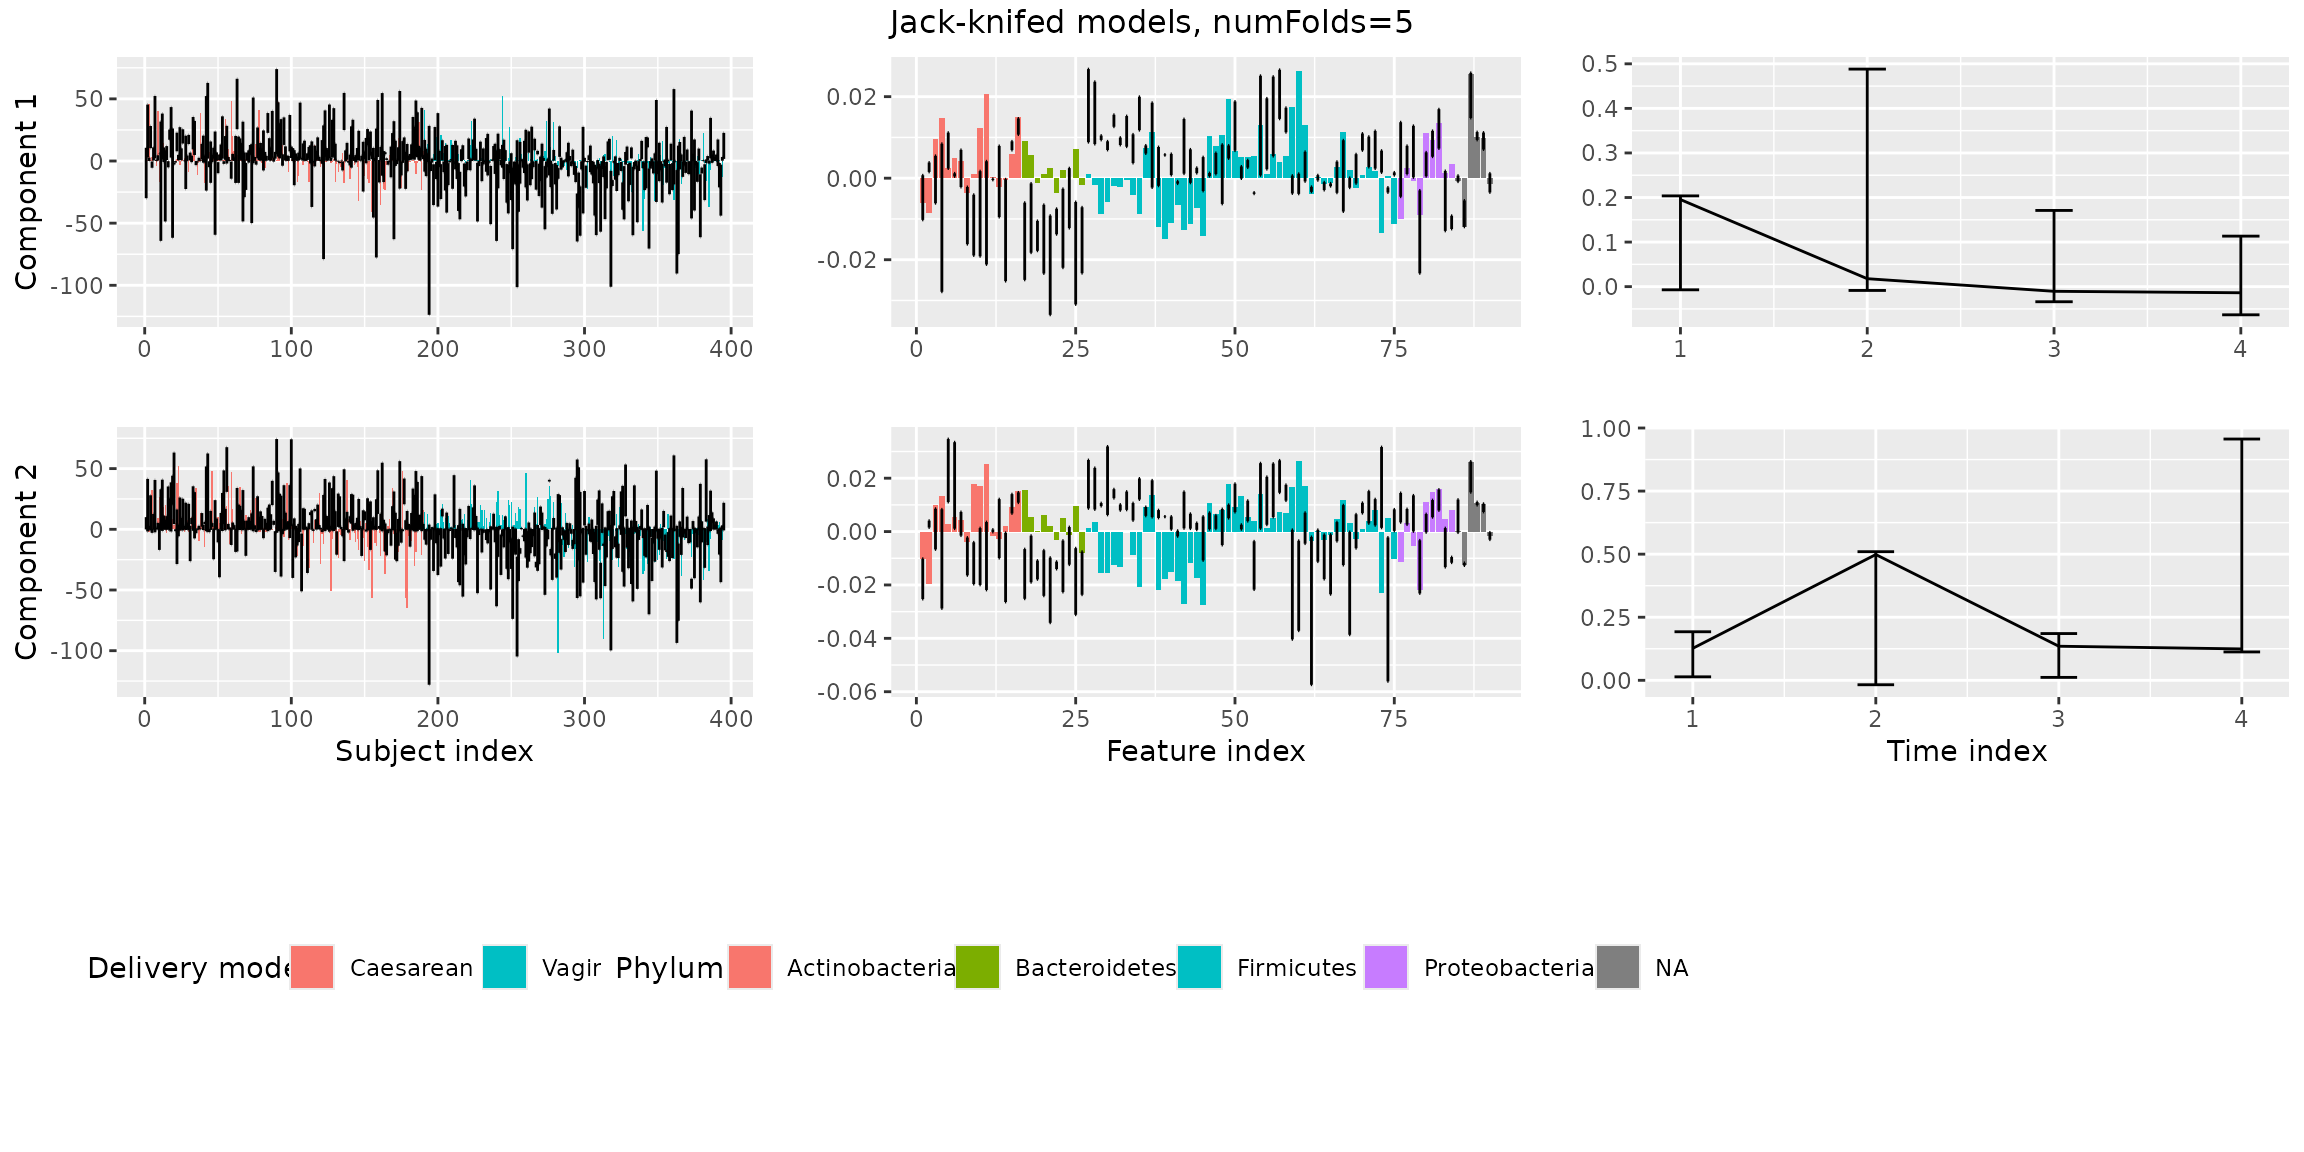 Jack-knifed models, numFolds=5
Component 1
50
0
-50
-100
0 100 200 300 400
0.02
0.00
-0.02
0 25 50 75
0.5
0.4
0.3
0.2
0.1
0.0
1 2 3 4
Component 2
50
0
-50
-100
0 100 200 300 400
Subject index
0.02
0.00
-0.02
-0.04
-0.06
0 25 50 75
Feature index
1.00
0.75
0.50
0.25
0.00
1 2 3 4
Time index
Delivery mode Caesarean Vagir Phylum Actinobacteria Bacteroidetes Firmicutes Proteobacteria NA